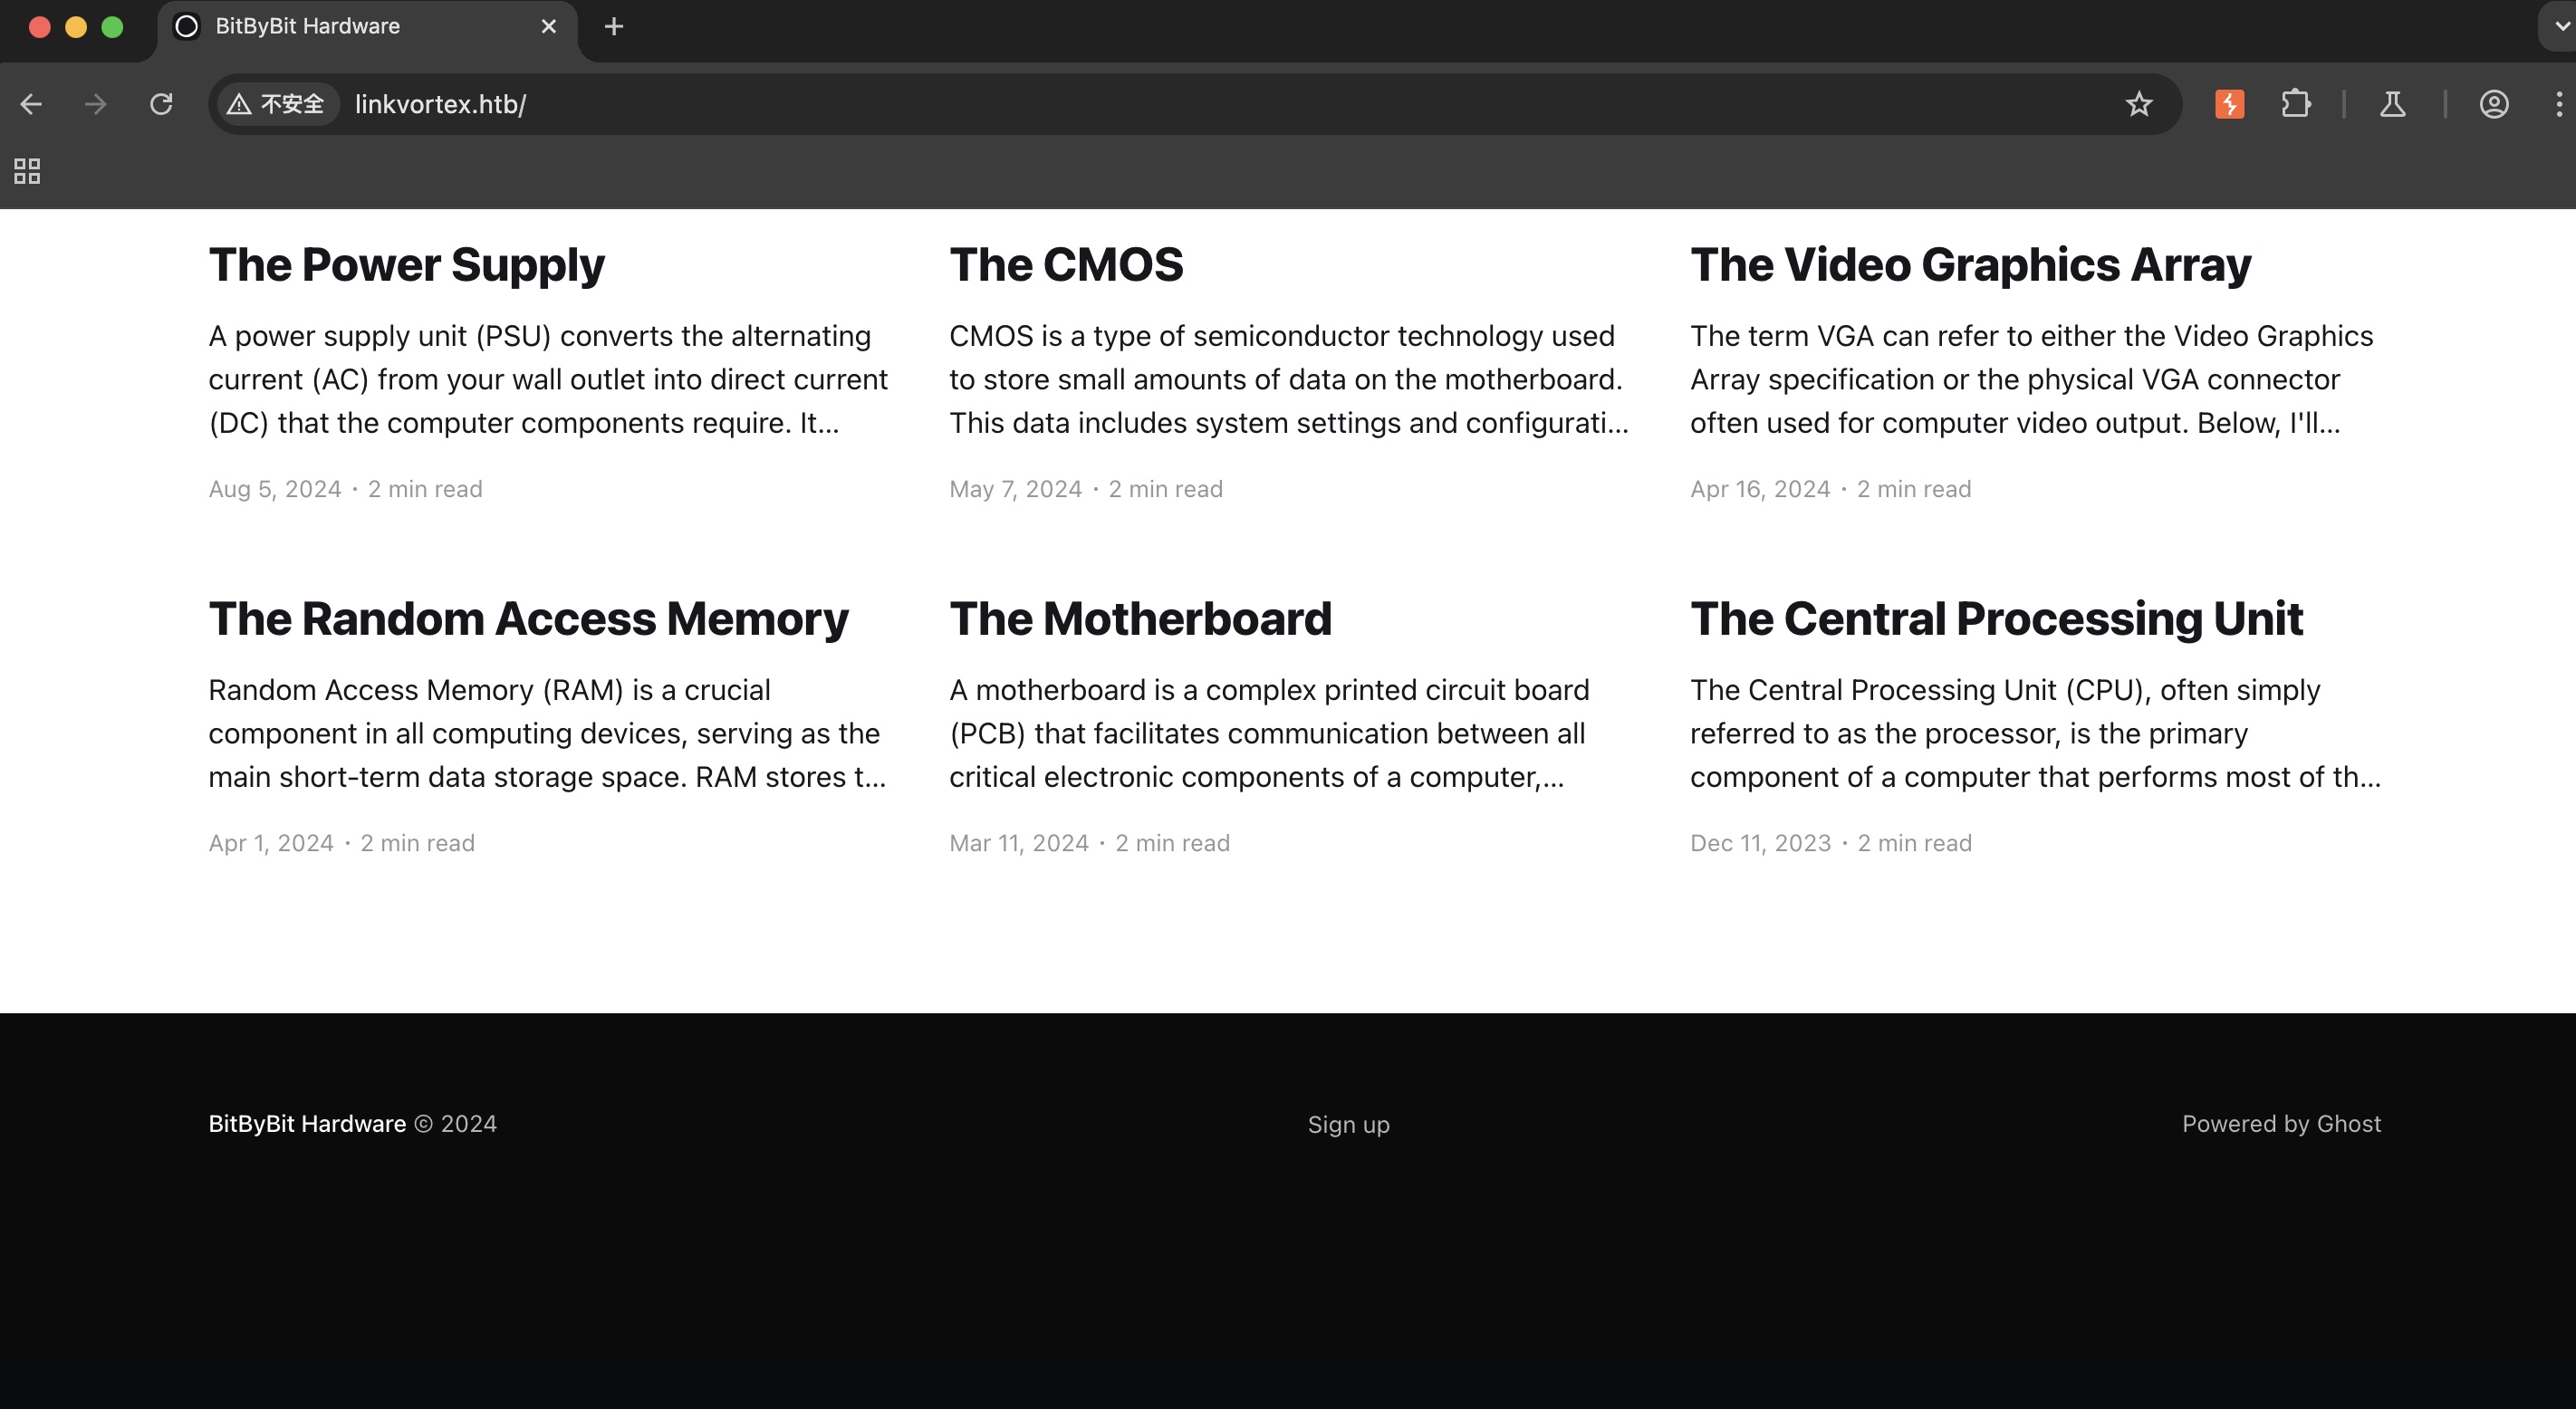 BitByBit Hardware
不安全 linkvortex.htb/
The Power Supply
A power supply unit (PSU) converts the alternating
current (AC) from your wall outlet into direct current
(DC) that the computer components require. It...
Aug 5, 2024 • 2 min read
The CMOS
CMOS is a type of semiconductor technology used
to store small amounts of data on the motherboard.
This data includes system settings and configurati...
May 7, 2024 • 2 min read
The Video Graphics Array
The term VGA can refer to either the Video Graphics
Array specification or the physical VGA connector
often used for computer video output. Below, I'll...
Apr 16, 2024 • 2 min read
The Random Access Memory
Random Access Memory (RAM) is a crucial
component in all computing devices, serving as the
main short-term data storage space. RAM stores t...
Apr 1, 2024 • 2 min read
The Motherboard
A motherboard is a complex printed circuit board
(PCB) that facilitates communication between all
critical electronic components of a computer,...
Mar 11, 2024 • 2 min read
The Central Processing Unit
The Central Processing Unit (CPU), often simply
referred to as the processor, is the primary
component of a computer that performs most of th...
Dec 11, 2023 • 2 min read
BitByBit Hardware © 2024
Sign up
Powered by Ghost